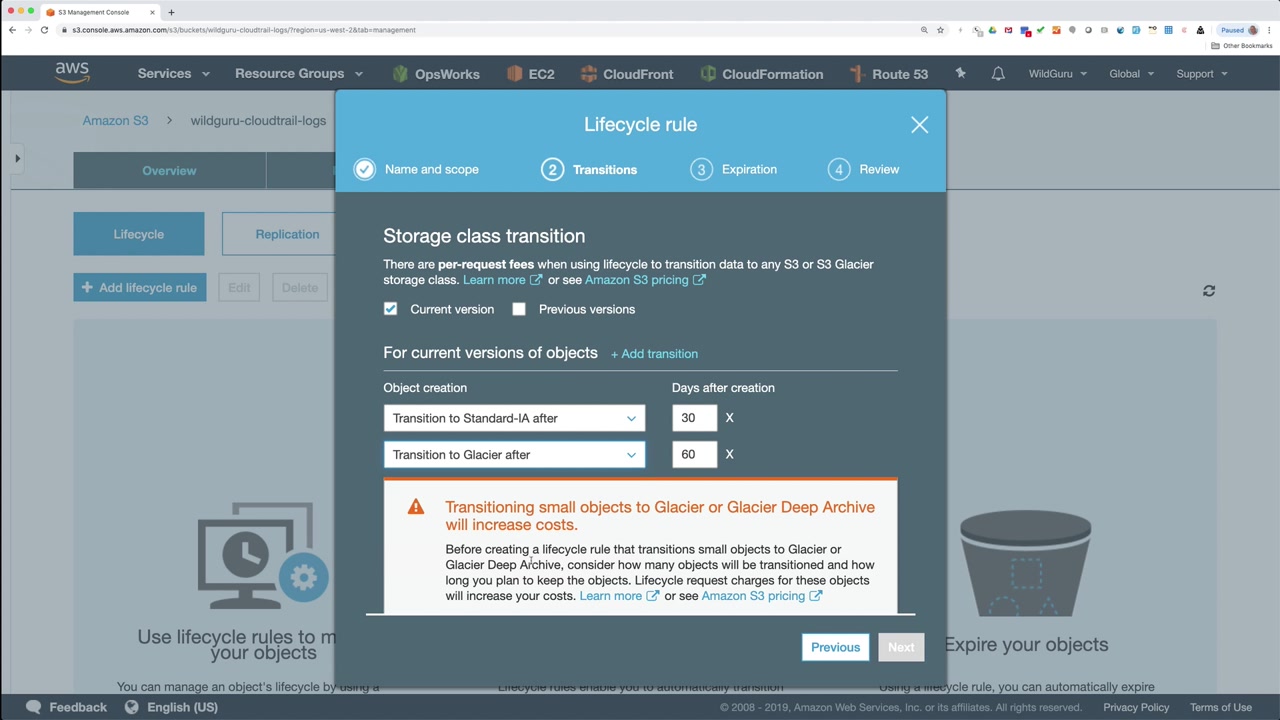 S3 Management Console
s3.console.aws.amazon.com/s3/buckets/wildguru-cloudtrail-logs/?region=us-west-2&tab=management
Paused
Other Bookmarks
aws
Services
Resource Groups
OpsWorks
EC2
CloudFront
CloudFormation
Route 53
WildGuru
Global
Support
Amazon S3 > wildguru-cloudtrail-logs
Overview
Lifecycle
Replication
+ Add lifecycle rule
Edit
Delete
Lifecycle rule
Name and scope
2 Transitions
3 Expiration
4 Review
Storage class transition
There are per-request fees when using lifecycle to transition data to any S3 or S3 Glacier
storage class. Learn more or see Amazon S3 pricing
Current version
Previous versions
For current versions of objects + Add transition
Object creation
Days after creation
Transition to Standard-IA after
30 X
Transition to Glacier after
60 X
Transitioning small objects to Glacier or Glacier Deep Archive
will increase costs.
Before creating a lifecycle rule that transitions small objects to Glacier or
Glacier Deep Archive, consider how many objects will be transitioned and how
long you plan to keep the objects. Lifecycle request charges for these objects
will increase your costs. Learn more or see Amazon S3 pricing
Previous
Next
Use lifecycle rules to m
your objects
You can manage an object's lifecycle by using a
Lifecycle rules enable you to automatically transition
Expire your objects
Using a lifecycle rule, you can automatically expire
Feedback
English (US)
© 2008 - 2019, Amazon Web Services, Inc. or its affiliates. All rights reserved.
Privacy Policy
Terms of Use